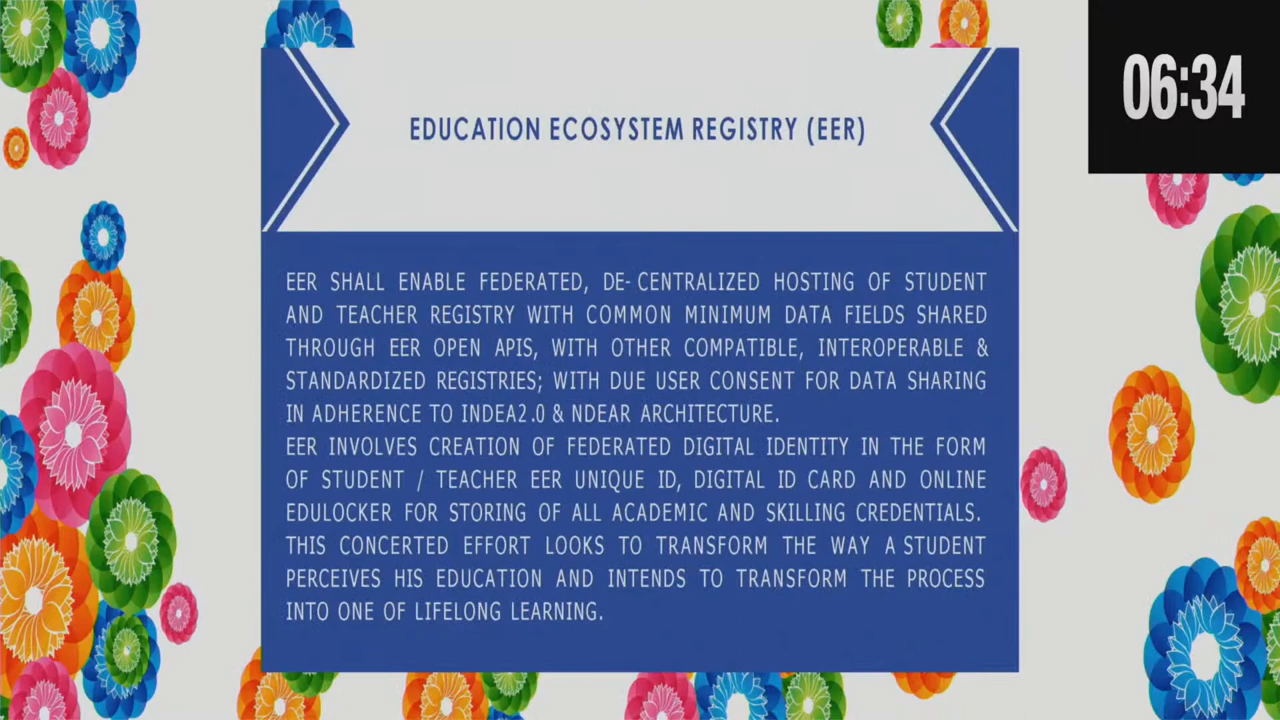 EDUCATION ECOSYSTEM REGISTRY (EER)
06:34
EER SHALL ENABLE FEDERATED, DE- CENTRALIZED HOSTING OF STUDENT
AND TEACHER REGISTRY WITH COMMON MINIMUM DATA FIELDS SHARED
THROUGH EER OPEN APIS, WITH OTHER COMPATIBLE, INTEROPERABLE &
STANDARDIZED REGISTRIES; WITH DUE USER CONSENT FOR DATA SHARING
IN ADHERENCE TO INDEA2.0 & NDEAR ARCHITECTURE.
EER INVOLVES CREATION OF FEDERATED DIGITAL IDENTITY IN THE FORM
OF STUDENT / TEACHER EER UNIQUE ID, DIGITAL ID CARD AND ONLINE
EDULOCKER FOR STORING OF ALL ACADEMIC AND SKILLING CREDENTIALS.
THIS CONCERTED EFFORT LOOKS TO TRANSFORM THE WAY A STUDENT
PERCEIVES HIS EDUCATION AND INTENDS TO TRANSFORM THE PROCESS
INTO ONE OF LIFELONG LEARNING.